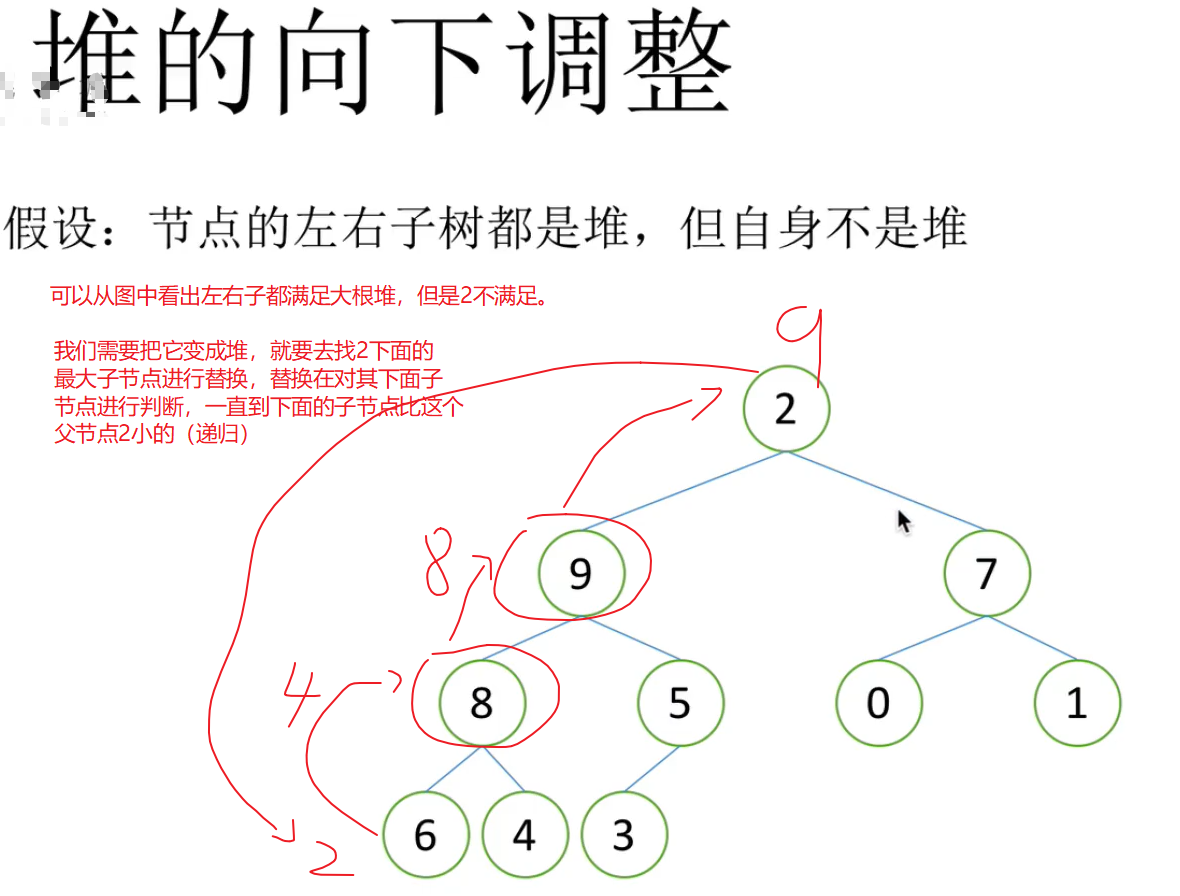 堆的向下调整
假设：节点的左右子树都是堆，但自身不是堆
可以从图中看出左右子都满足大根堆，但是2不满足。
我们需要把它变成堆，就要去找2下面的
最大子节点进行替换，替换在对其下面子
节点进行判断，一直到下面的子节点比这个
父节点2小的（递归）
9
2
8
9
7
4
8
5
0
1
6
4
3
2